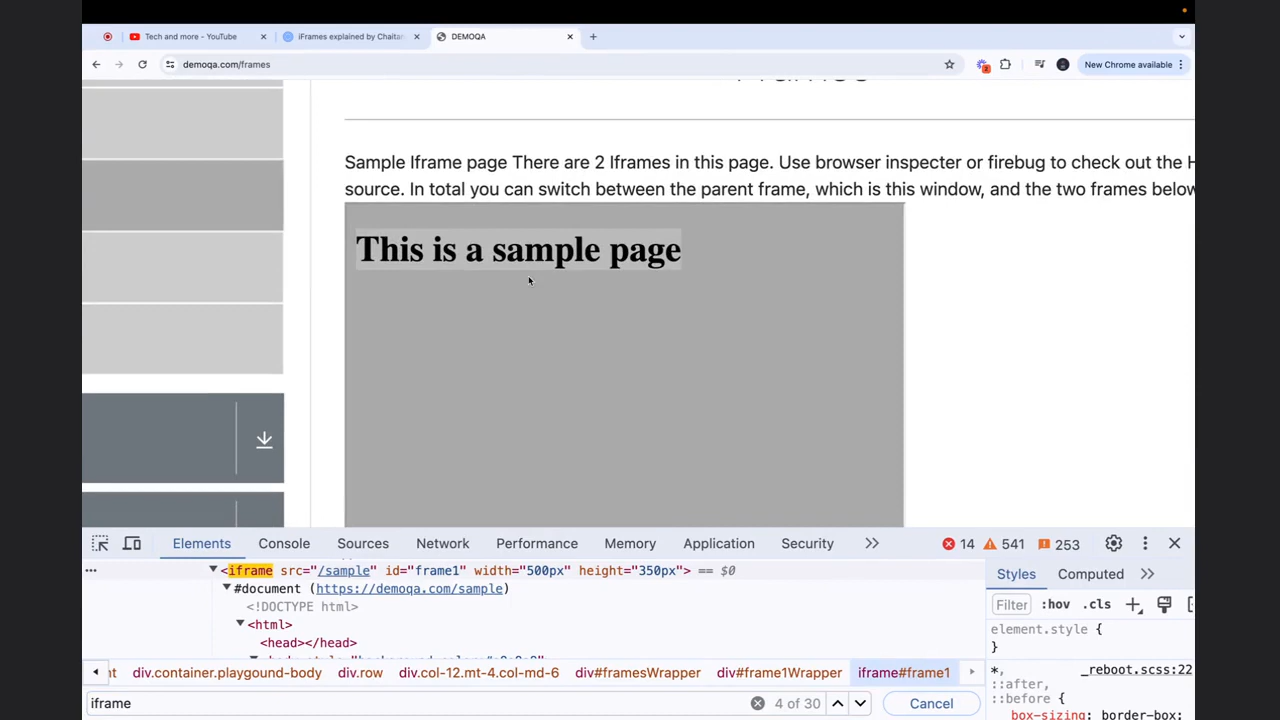 Tech and more - YouTube
iFrames explained by Chaita
DEMOQA
demoqa.com/frames
New Chrome available
Sample Iframe page There are 2 Iframes in this page. Use browser inspecter or firebug to check out the H
source. In total you can switch between the parent frame, which is this window, and the two frames below
This is a sample page
Elements Console Sources Network Performance Memory Application Security 14 541 253
<iframe src="/sample" id="frame1" width="500px" height="350px"> == $0
#document (https://demoqa.com/sample)
<!DOCTYPE html>
<html>
<head></head>
Styles Computed
Filter :hov .cls
element.style {
}
*, _reboot.scss:22
::after,
::before {
box-sizing: border-box;
nt div.container.playgound-body div.row div.col-12.mt-4.col-md-6 div#framesWrapper div#frame1Wrapper iframe#frame1
iframe 4 of 30 Cancel